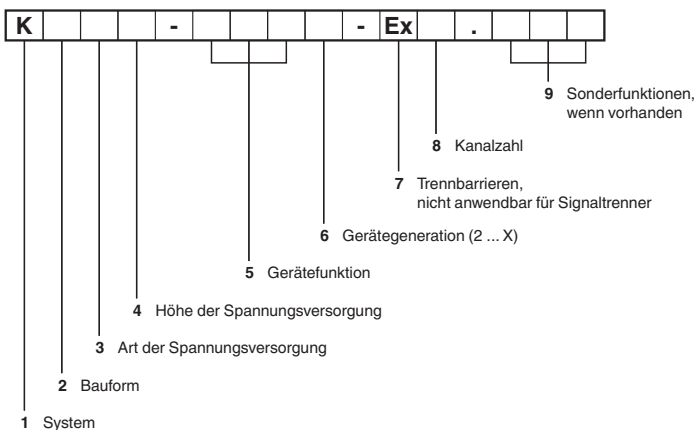 K - - Ex .
9 Sonderfunktionen,
wenn vorhanden
8 Kanalzahl
7 Trennbarrieren,
nicht anwendbar für Signaltrenner
6 Gerätegeneration (2 ... X)
5 Gerätefunktion
4 Höhe der Spannungsversorgung
3 Art der Spannungsversorgung
2 Bauform
1 System